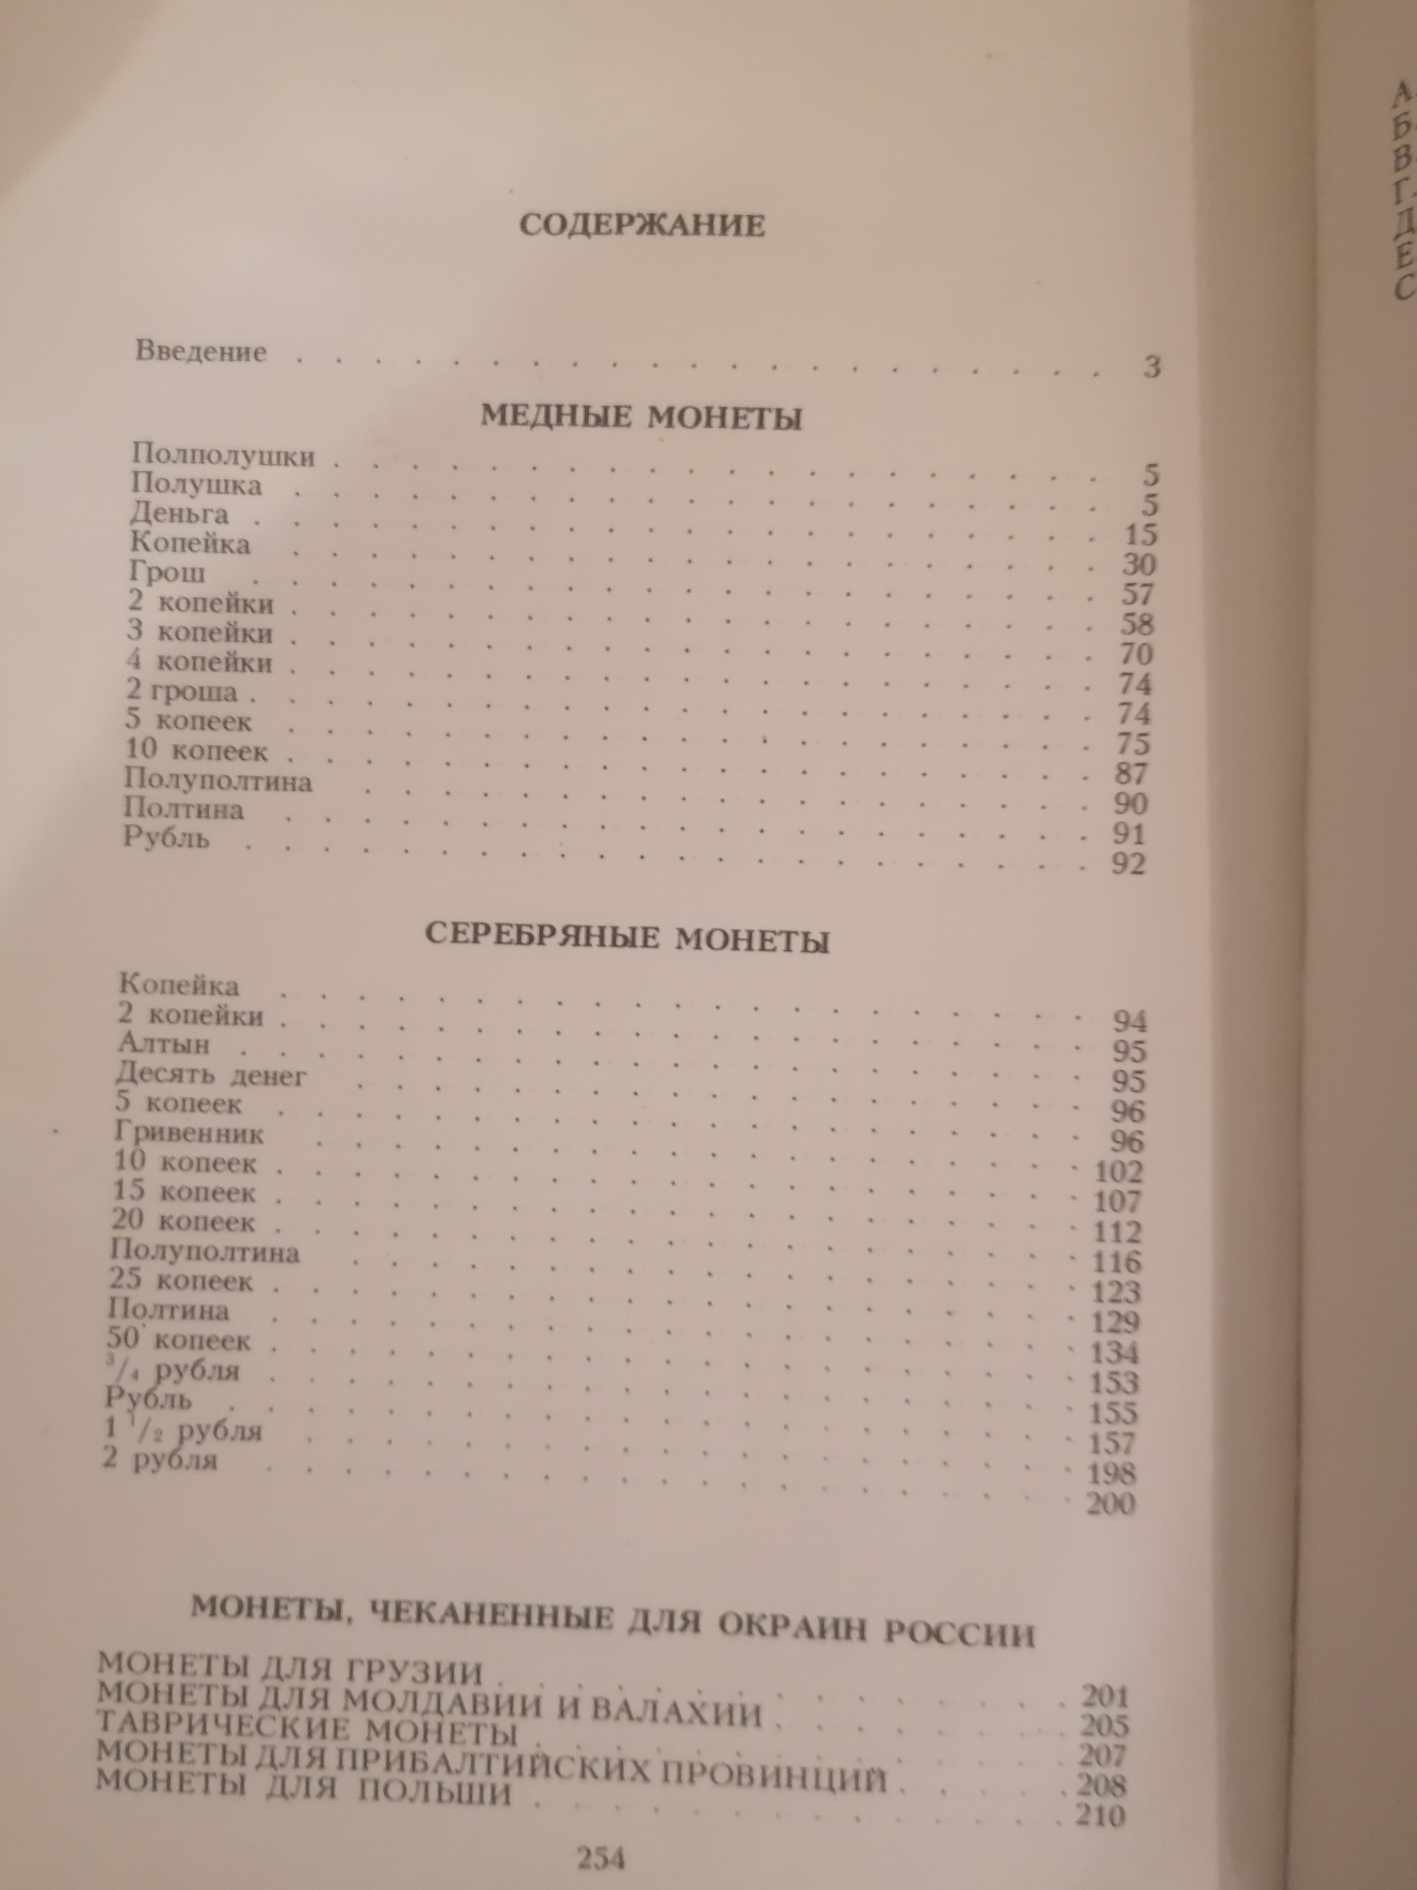 СОДЕРЖАНИЕ
Введение . . . . . . . . . . . . . . . . . . . . . 3
МЕДНЫЕ МОНЕТЫ
Полполушки . . . . . . . . . . . . . . . . . . . . 5
Полушка . . . . . . . . . . . . . . . . . . . . . 5
Деньга . . . . . . . . . . . . . . . . . . . . . . 15
Копейка . . . . . . . . . . . . . . . . . . . . . 30
Грош . . . . . . . . . . . . . . . . . . . . . . 57
2 копейки . . . . . . . . . . . . . . . . . . . . . 58
3 копейки . . . . . . . . . . . . . . . . . . . . . 70
4 копейки . . . . . . . . . . . . . . . . . . . . . 74
2 гроша . . . . . . . . . . . . . . . . . . . . . . 74
5 копеек . . . . . . . . . . . . . . . . . . . . . 75
10 копеек . . . . . . . . . . . . . . . . . . . . . 87
Полуполтина . . . . . . . . . . . . . . . . . . . 90
Полтина . . . . . . . . . . . . . . . . . . . . . 91
Рубль . . . . . . . . . . . . . . . . . . . . . . 92
СЕРЕБРЯНЫЕ МОНЕТЫ
Копейка . . . . . . . . . . . . . . . . . . . . . 94
2 копейки . . . . . . . . . . . . . . . . . . . . . 95
Алтын . . . . . . . . . . . . . . . . . . . . . . 95
Десять денег . . . . . . . . . . . . . . . . . . . 96
5 копеек . . . . . . . . . . . . . . . . . . . . . 96
Гривенник . . . . . . . . . . . . . . . . . . . . 102
10 копеек . . . . . . . . . . . . . . . . . . . . . 107
15 копеек . . . . . . . . . . . . . . . . . . . . . 112
20 копеек . . . . . . . . . . . . . . . . . . . . . 116
Полуполтина . . . . . . . . . . . . . . . . . . . 123
25 копеек . . . . . . . . . . . . . . . . . . . . . 129
Полтина . . . . . . . . . . . . . . . . . . . . . 134
50 копеек . . . . . . . . . . . . . . . . . . . . . 153
3/4 рубля . . . . . . . . . . . . . . . . . . . . . 155
Рубль . . . . . . . . . . . . . . . . . . . . . . 157
1 1/2 рубля . . . . . . . . . . . . . . . . . . . . 198
2 рубля . . . . . . . . . . . . . . . . . . . . . 200
МОНЕТЫ, ЧЕКАНЕННЫЕ ДЛЯ ОКРАИН РОССИИ
МОНЕТЫ ДЛЯ ГРУЗИИ . . . . . . . . . . . . . . . 201
МОНЕТЫ ДЛЯ МОЛДАВИИ И ВАЛАХИИ . . . . . . . . 205
ТАВРИЧЕСКИЕ МОНЕТЫ . . . . . . . . . . . . . . 207
МОНЕТЫ ДЛЯ ПРИБАЛТИЙСКИХ ПРОВИНЦИЙ . . . . . 208
МОНЕТЫ ДЛЯ ПОЛЬШИ . . . . . . . . . . . . . . 210
254
А
Б
В
Г
Д
Е
С